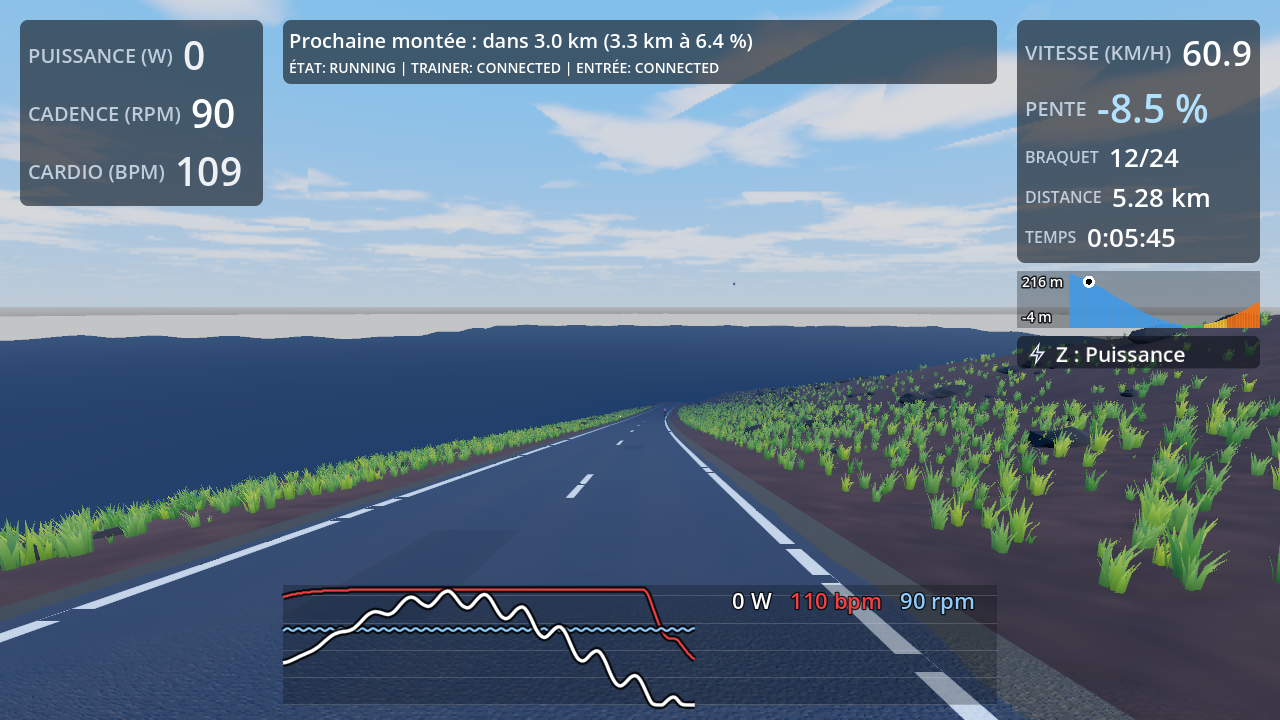 PUISSANCE (W) 0
CADENCE (RPM) 90
CARDIO (BPM) 109
Prochaine montée : dans 3.0 km (3.3 km à 6.4 %)
ÉTAT: RUNNING | TRAINER: CONNECTED | ENTRÉE: CONNECTED
VITESSE (KM/H) 60.9
PENTE -8.5 %
BRAQUET 12/24
DISTANCE 5.28 km
TEMPS 0:05:45
216 m
-4 m
Z : Puissance
0 W 110 bpm 90 rpm